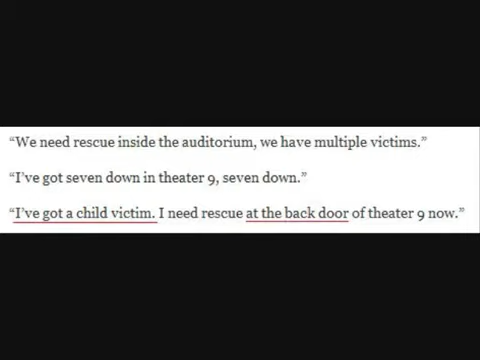 “We need rescue inside the auditorium, we have multiple victims.”
“I’ve got seven down in theater 9, seven down.”
“I’ve got a child victim. I need rescue at the back door of theater 9 now.”